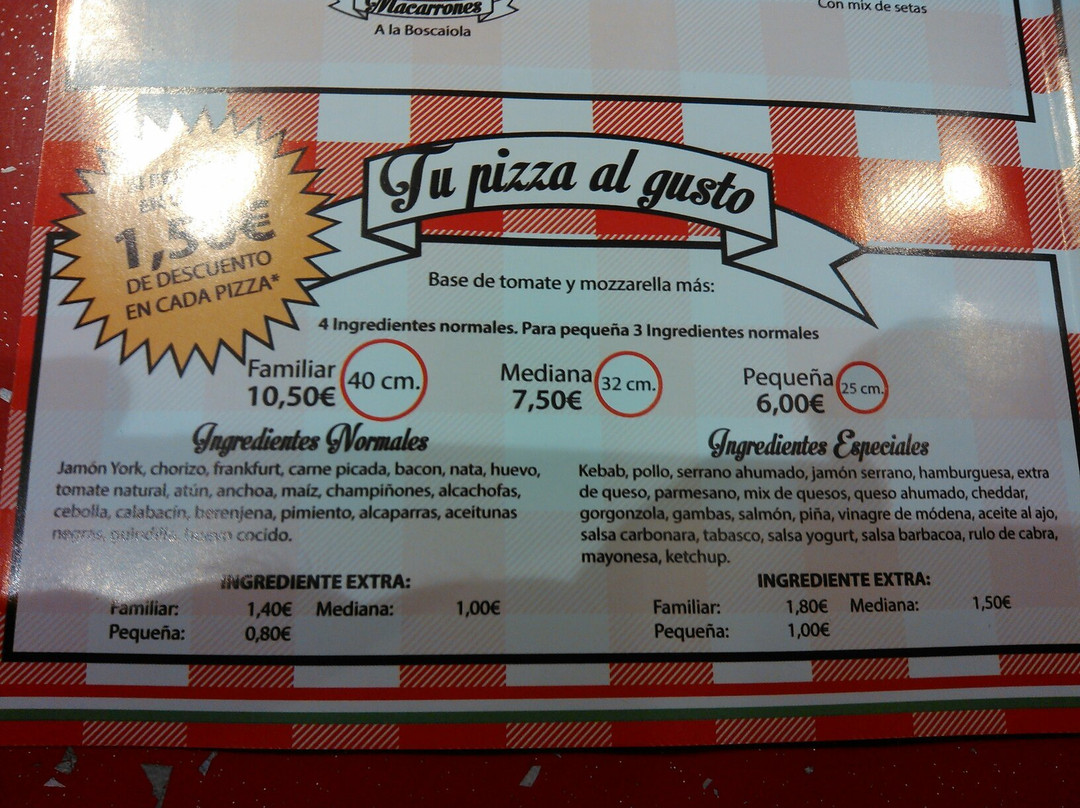 Macarrones
A la Boscaiola
Con mix de setas
Tu pizza al gusto
1,50€
DE DESCUENTO
EN CADA PIZZA*
Base de tomate y mozzarella más:
4 Ingredientes normales. Para pequeña 3 Ingredientes normales
Familiar 40 cm.
10,50€
Mediana 32 cm.
7,50€
Pequeña 25 cm.
6,00€
Ingredientes Normales
Jamón York, chorizo, frankfurt, carne picada, bacon, nata, huevo,
tomate natural, atún, anchoa, maíz, champiñones, alcachofas,
cebolla, calabacín, berenjena, pimiento, alcaparras, aceitunas
negras, huevo cocido.
INGREDIENTE EXTRA:
Familiar: 1,40€ Mediana: 1,00€
Pequeña: 0,80€
Ingredientes Especiales
Kebab, pollo, serrano ahumado, jamón serrano, hamburguesa, extra
de queso, parmesano, mix de quesos, queso ahumado, cheddar,
gorgonzola, gambas, salmón, piña, vinagre de módena, aceite al ajo,
salsa carbonara, tabasco, salsa yogurt, salsa barbacoa, rulo de cabra,
mayonesa, ketchup.
INGREDIENTE EXTRA:
Familiar: 1,80€ Mediana: 1,50€
Pequeña: 1,00€